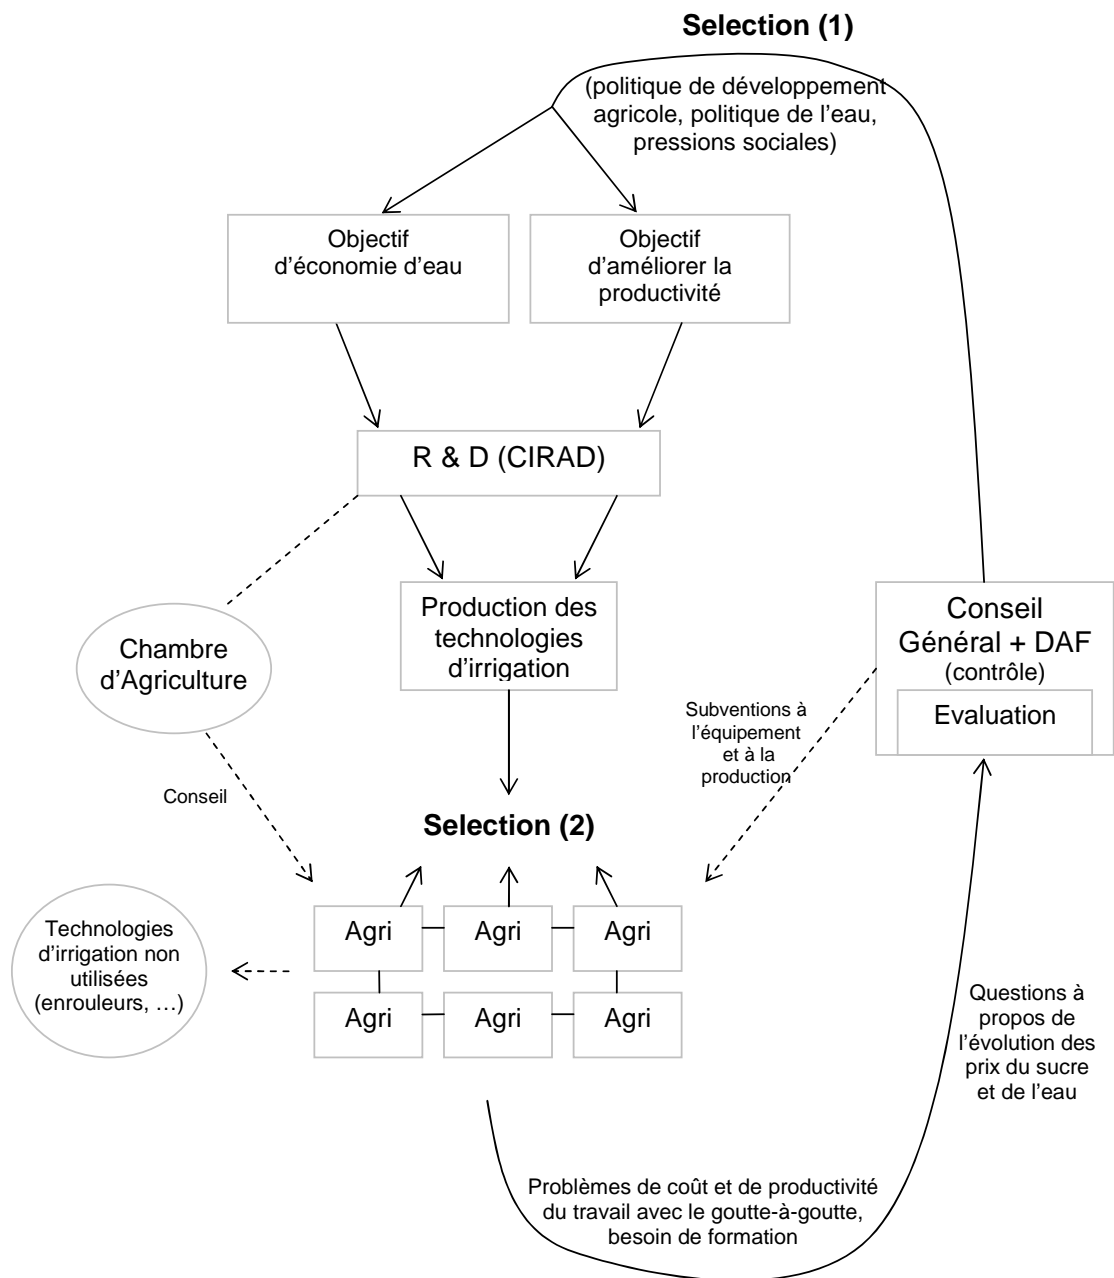 Selection (1)
(politique de développement
agricole, politique de l'eau,
pressions sociales)
Objectif
d'économie d'eau
Objectif
d'améliorer la
productivité
R & D (CIRAD)
Production des
technologies
d'irrigation
Chambre
d'Agriculture
Conseil
Général + DAF
(contrôle)
Evaluation
Subventions à
l'équipement
et à la
production
Conseil
Selection (2)
Agri
Agri
Agri
Agri
Agri
Agri
Technologies
d'irrigation non
utilisées
(enrouleurs, …)
Questions à
propos de
l'évolution des
prix du sucre
et de l'eau
Problèmes de coût et de productivité
du travail avec le goutte-à-goutte,
besoin de formation